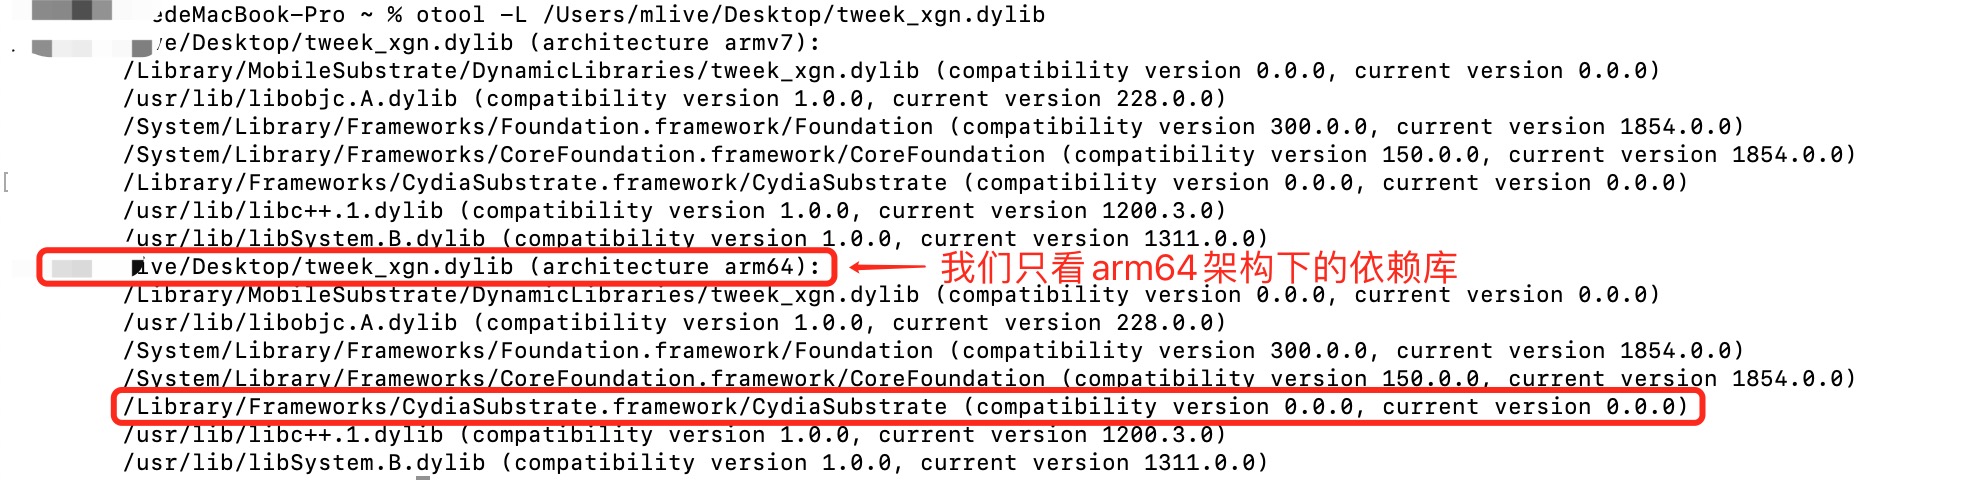 edeMacBook-Pro ~ % otool -L /Users/mlive/Desktop/tweek_xgn.dylib
ve/Desktop/tweek_xgn.dylib (architecture armv7):
/Library/MobileSubstrate/DynamicLibraries/tweek_xgn.dylib (compatibility version 0.0.0, current version 0.0.0)
/usr/lib/libobjc.A.dylib (compatibility version 1.0.0, current version 228.0.0)
/System/Library/Frameworks/Foundation.framework/Foundation (compatibility version 300.0.0, current version 1854.0.0)
/System/Library/Frameworks/CoreFoundation.framework/CoreFoundation (compatibility version 150.0.0, current version 1854.0.0)
/Library/Frameworks/CydiaSubstrate.framework/CydiaSubstrate (compatibility version 0.0.0, current version 0.0.0)
/usr/lib/libc++.1.dylib (compatibility version 1.0.0, current version 1200.3.0)
/usr/lib/libSystem.B.dylib (compatibility version 1.0.0, current version 1311.0.0)
ive/Desktop/tweek_xgn.dylib (architecture arm64): 我们只看arm64架构下的依赖库
/Library/MobileSubstrate/DynamicLibraries/tweek_xgn.dylib (compatibility version 0.0.0, current version 0.0.0)
/usr/lib/libobjc.A.dylib (compatibility version 1.0.0, current version 228.0.0)
/System/Library/Frameworks/Foundation.framework/Foundation (compatibility version 300.0.0, current version 1854.0.0)
/System/Library/Frameworks/CoreFoundation.framework/CoreFoundation (compatibility version 150.0.0, current version 1854.0.0)
/Library/Frameworks/CydiaSubstrate.framework/CydiaSubstrate (compatibility version 0.0.0, current version 0.0.0)
/usr/lib/libc++.1.dylib (compatibility version 1.0.0, current version 1200.3.0)
/usr/lib/libSystem.B.dylib (compatibility version 1.0.0, current version 1311.0.0)